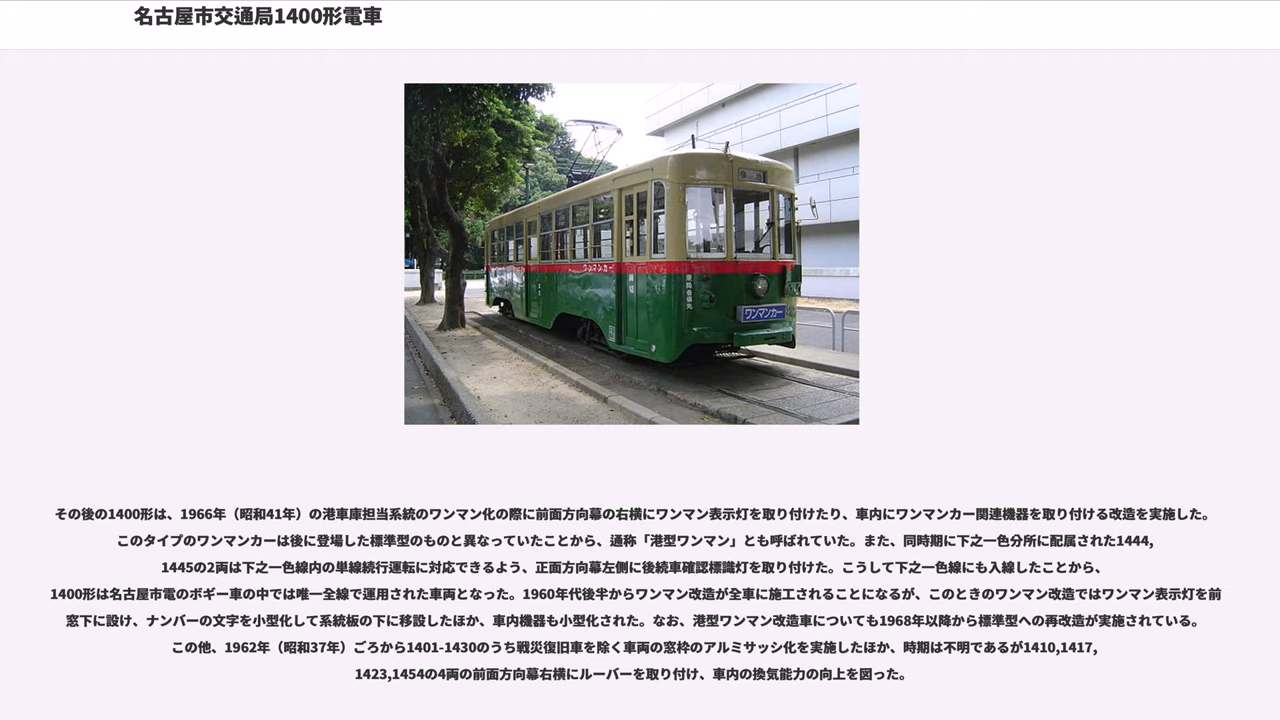 名古屋市交通局1400形電車
ワンマンカー
乗降者優先
ワンマンカー
その後の1400形は、1966年（昭和41年）の港車庫担当系統のワンマン化の際に前面方向幕の右横にワンマン表示灯を取り付けたり、車内にワンマンカー関連機器を取り付ける改造を実施した。
このタイプのワンマンカーは後に登場した標準型のものと異なっていたことから、通称「港型ワンマン」とも呼ばれていた。また、同時期に下之一色分所に配属された1444,
1445の2両は下之一色線内の単線続行運転に対応できるよう、正面方向幕左側に後続車確認標識灯を取り付けた。こうして下之一色線にも入線したことから、
1400形は名古屋市電のボギー車の中では唯一全線で運用された車両となった。1960年代後半からワンマン改造が全車に施工されることになるが、このときのワンマン改造ではワンマン表示灯を前
窓下に設け、ナンバーの文字を小型化して系統板の下に移設したほか、車内機器も小型化された。なお、港型ワンマン改造車についても1968年以降から標準型への再改造が実施されている。
この他、1962年（昭和37年）ごろから1401-1430のうち戦災復旧車を除く車両の窓枠のアルミサッシ化を実施したほか、時期は不明であるが1410,1417,
1423,1454の4両の前面方向幕右横にルーバーを取り付け、車内の換気能力の向上を図った。